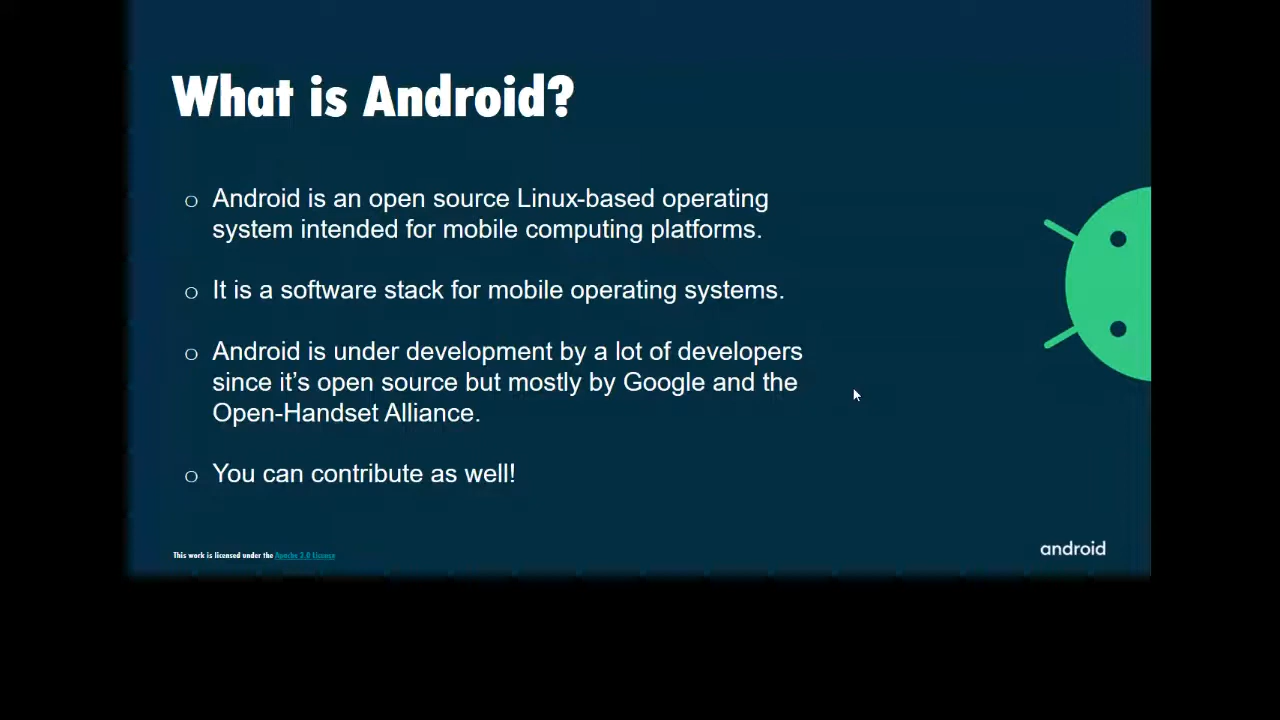 What is Android?
o Android is an open source Linux-based operating
system intended for mobile computing platforms.
o It is a software stack for mobile operating systems.
o Android is under development by a lot of developers
since it’s open source but mostly by Google and the
Open-Handset Alliance.
o You can contribute as well!
This work is licensed under the Apache 2.0 License
android